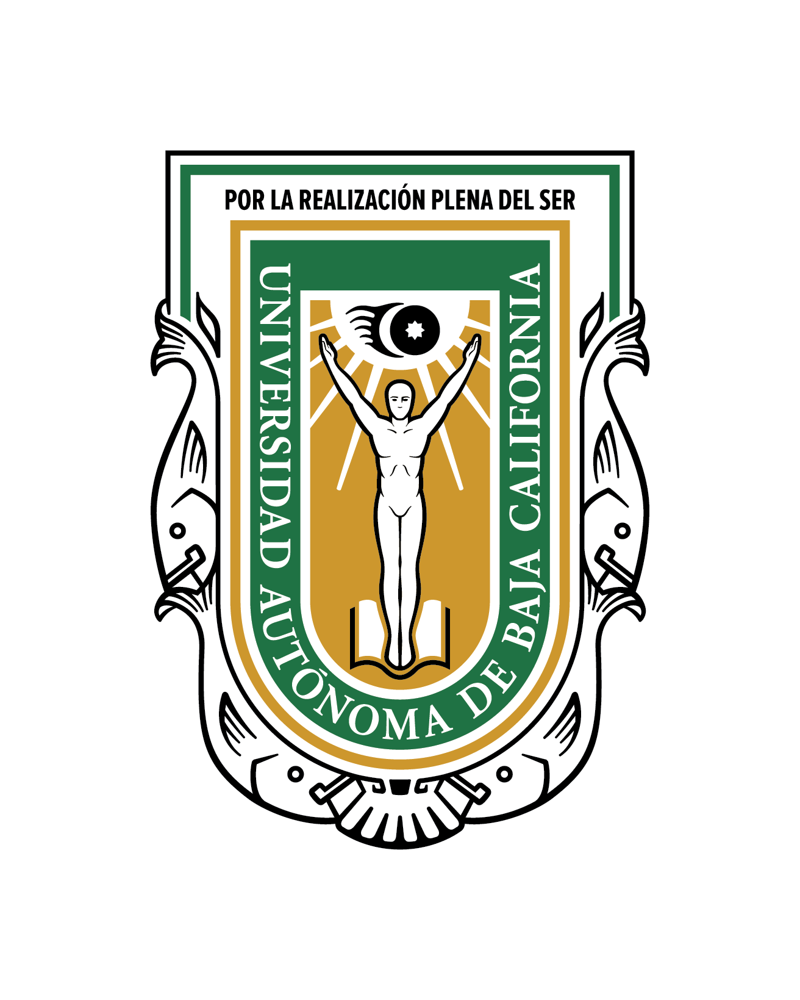 POR LA REALIZACIÓN PLENA DEL SER
UNIVERSIDAD AUTÓNOMA DE BAJA CALIFORNIA